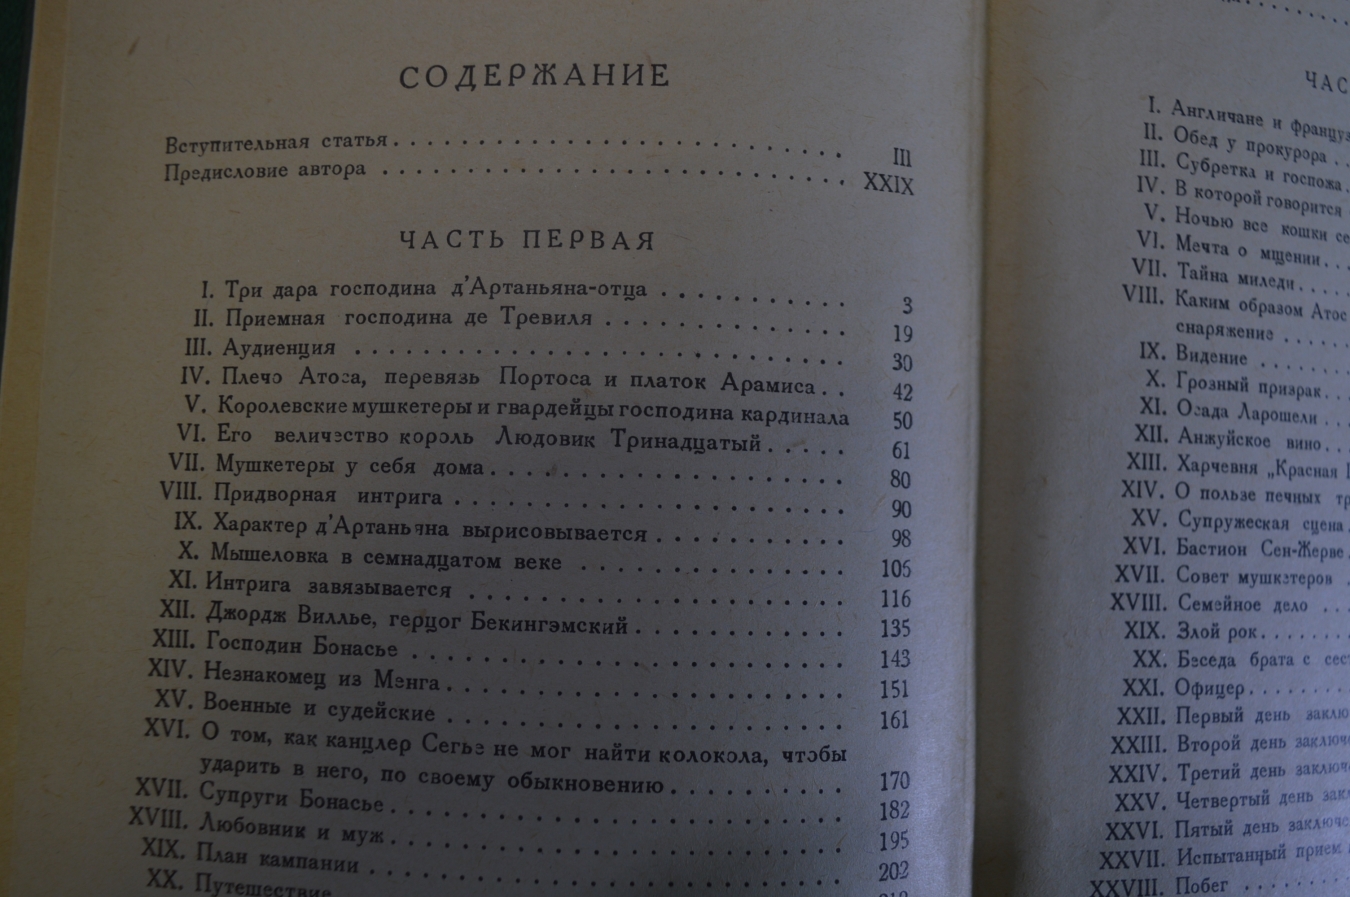 СОДЕРЖАНИЕ
Вступительная статья . . . . . . . . . . . . . . . . . . III
Предисловие автора . . . . . . . . . . . . . . . . . . XXIX
ЧАСТЬ ПЕРВАЯ
I. Три дара господина д'Артаньяна-отца . . . . . . . 3
II. Приемная господина де Тревиля . . . . . . . . . 19
III. Аудиенция . . . . . . . . . . . . . . . . . . 30
IV. Плечо Атоса, перевязь Портоса и платок Арамиса . . 42
V. Королевские мушкетеры и гвардейцы господина кардинала 50
VI. Его величество король Людовик Тринадцатый . . . . . 61
VII. Мушкетеры у себя дома . . . . . . . . . . . . . 80
VIII. Придворная интрига . . . . . . . . . . . . . . 90
IX. Характер д'Артаньяна вырисовывается . . . . . . . 98
X. Мышеловка в семнадцатом веке . . . . . . . . . . 105
XI. Интрига завязывается . . . . . . . . . . . . . . 116
XII. Джордж Виллье, герцог Бекингэмский . . . . . . . . 135
XIII. Господин Бонасье . . . . . . . . . . . . . . . 143
XIV. Незнакомец из Менга . . . . . . . . . . . . . . 151
XV. Военные и судейские . . . . . . . . . . . . . . 161
XVI. О том, как канцлер Сегье не мог найти колокола, чтобы
ударить в него, по своему обыкновению . . . . . . . 170
XVII. Супруги Бонасье . . . . . . . . . . . . . . . . 182
XVIII. Любовник и муж . . . . . . . . . . . . . . . . 195
XIX. План кампании . . . . . . . . . . . . . . . . . 202
XX. Путешествие
I. Англичане и
II. Обед у прокурора . .
III. Субретка и госпожа .
IV. В которой говорится
V. Ночью все кошки
VI. Мечта о мщении . . .
VII. Тайна миледи . . . .
VIII. Каким образом Атос
снаряжение . . . . .
IX. Видение . . . . . .
X. Грозный призрак . .
XI. Осада Ларошели . . .
XII. Анжуйское вино . . .
XIII. Харчевня „Красная
XIV. О пользе печных
XV. Супружеская сцена .
XVI. Бастион Сен-Жерве
XVII. Совет мушкетеров .
XVIII. Семейное дело . . .
XIX. Злой рок . . . . . .
XX. Беседа брата с
XXI. Офицер . . . . . . .
XXII. Первый день
XXIII. Второй день
XXIV. Третий день
XXV. Четвертый день
XXVI. Пятый день
XXVII. Испытанный прием
XXVIII. Побег . . . . . . .